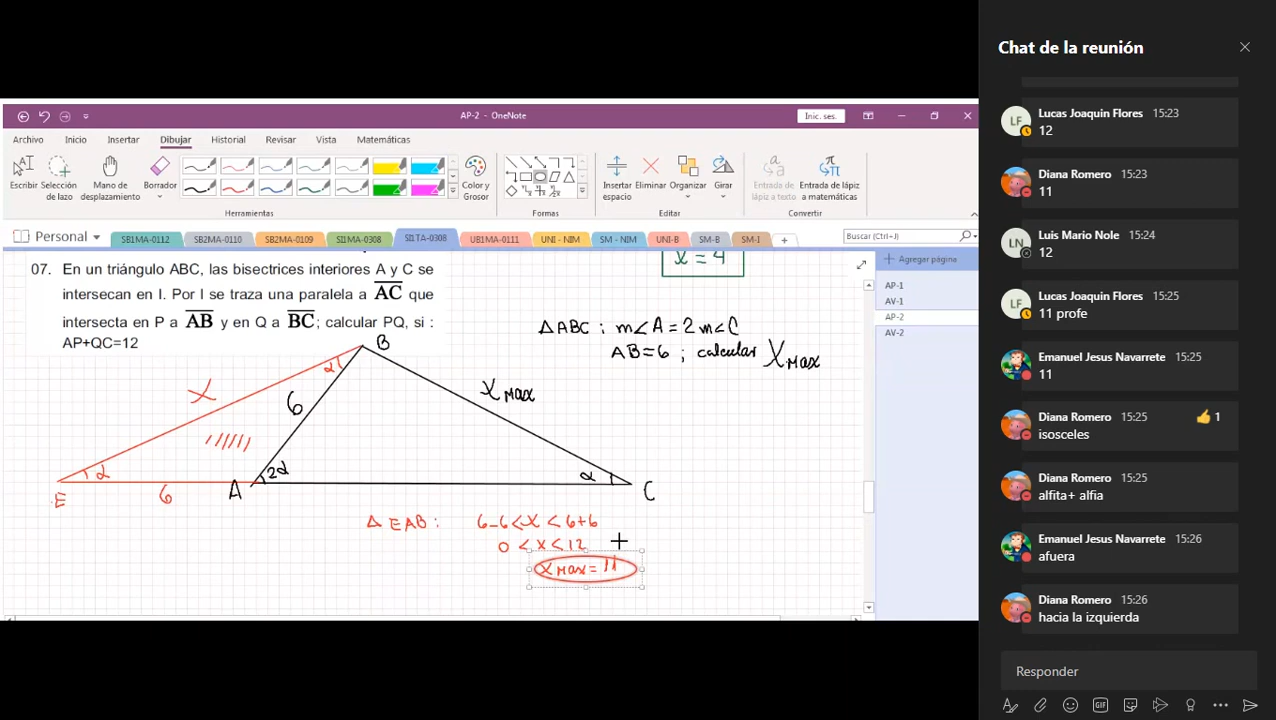 AP-2 - OneNote
Inic. ses.
Archivo Inicio Insertar Dibujar Historial Revisar Vista Matemáticas
Escribir
Selección de lazo
Mano de desplazamiento
Borrador
Color y Grosor
Insertar espacio
Eliminar
Organizar
Girar
Entrada de lápiz a texto
Entrada de lápiz a matemáticas
Herramientas Formas Editar Convertir
Personal SB1MA-0112 SB2MA-0110 SB2MA-0109 SI1MA-0308 SI1TA-0308 UB1MA-0111 UNI - NIM SM - NIM UNI-B SM-B SM-I Buscar (Ctrl+J)
Agregar página
AP-1
AV-1
AP-2
AV-2
x = 4
07. En un triángulo ABC, las bisectrices interiores A y C se
intersecan en I. Por I se traza una paralela a AC que
intersecta en P a AB y en Q a BC; calcular PQ, si :
AP+QC=12
ΔABC ; m∠A = 2m∠C
AB=6 ; calcular XMAX
B
α
X
6
XMAX
α
2α
α
E
6
A
C
Δ EAB : 6-6<x<6+6
0 < x < 12
xMAX = 11
Chat de la reunión
LF
Lucas Joaquin Flores 15:23
12
Diana Romero 15:23
11
LN
Luis Mario Nole 15:24
12
LF
Lucas Joaquin Flores 15:25
11 profe
Emanuel Jesus Navarrete 15:25
11
Diana Romero 15:25 1
isosceles
Diana Romero 15:25
alfita+ alfia
Emanuel Jesus Navarrete 15:26
afuera
Diana Romero 15:26
hacia la izquierda
Responder